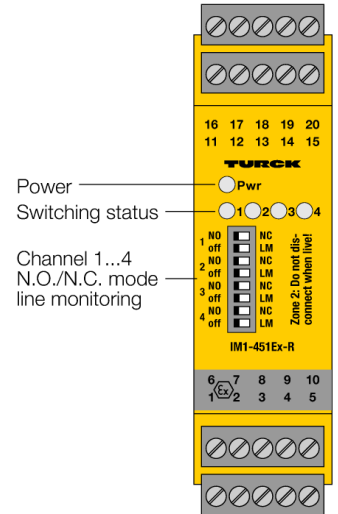 16 17 18 19 20
11 12 13 14 15
TURCK
Power
Pwr
Switching status
1 2 3 4
Channel 1...4
N.O./N.C. mode
line monitoring
1 NO NC
off LM
2 NO NC
off LM
3 NO NC
off LM
4 NO NC
off LM
Zone 2: Do not dis-
connect when live!
IM1-451Ex-R
6 7 8 9 10
Ex
1 2 3 4 5